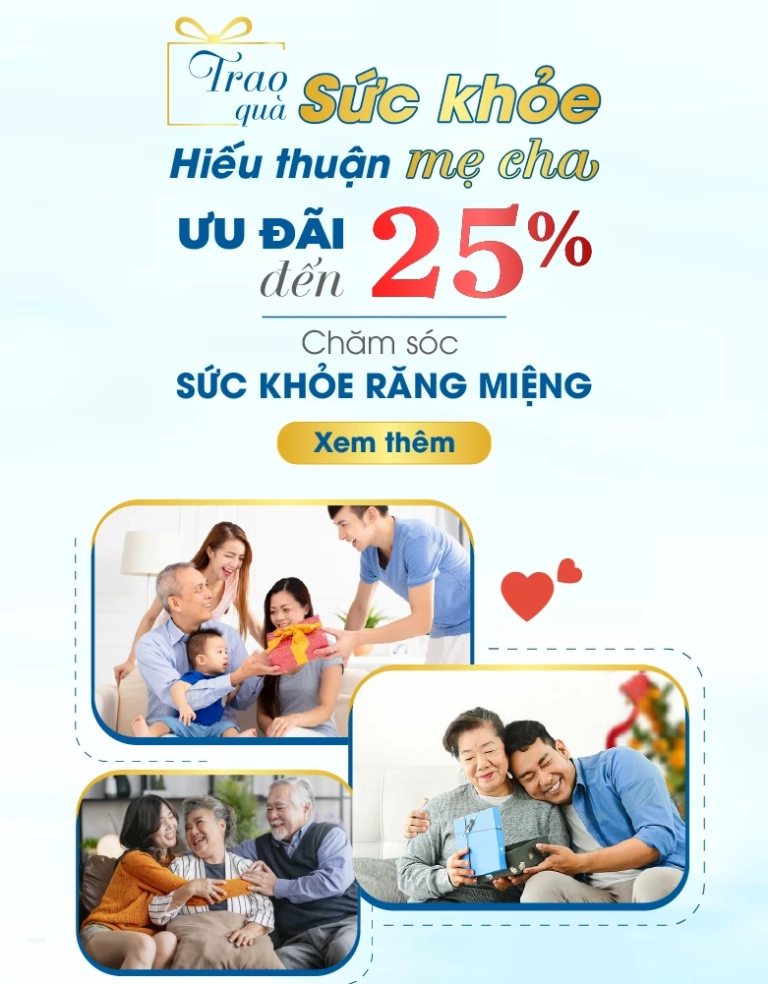 Trao quà Sức khỏe
Hiếu thuận mẹ cha
ƯU ĐÃI đến 25%
Chăm sóc
SỨC KHỎE RĂNG MIỆNG
Xem thêm